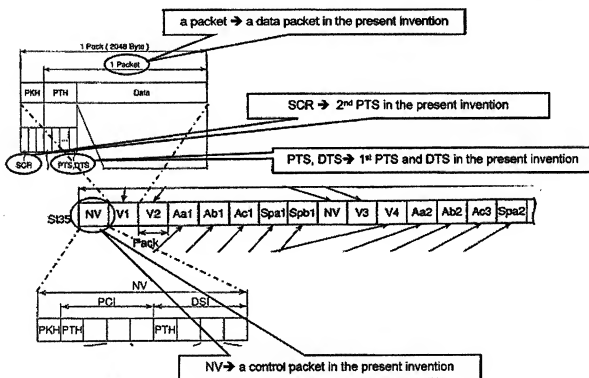 a packet ➔ a data packet in the present invention
1 Pack ( 2048 Byte )
1 Packet
PKH PTH Data
SCR ➔ 2nd PTS in the present invention
SCR PTS,DTS
PTS, DTS➔ 1st PTS and DTS in the present invention
St35 NV V1 V2 Aa1 Ab1 Ac1 Spa1 Spb1 NV V3 V4 Aa2 Ab2 Ac3 Spa2
Pack
NV
PCI DSI
PKH PTH PTH
NV➔ a control packet in the present invention